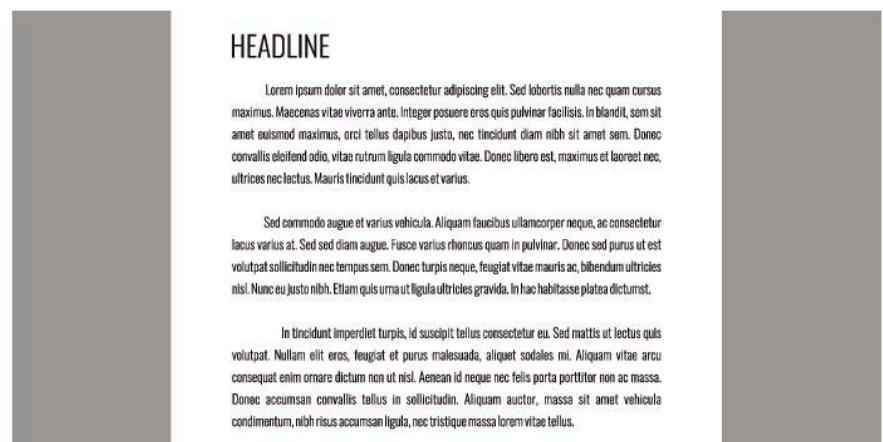 HEADLINE
Lorem ipsum dolor sit amet, consectetur adipiscing elit. Sed lobortis nulla nec quam cursus
maximus. Maecenas vitae viverra ante. Integer posuere eros quis pulvinar facilisis. In blandit, sem sit
amet euismod maximus, orci tellus dapibus justo, nec tincidunt diam nibh sit amet sem. Donec
convallis eleifend odio, vitae rutrum ligula commodo vitae. Donec libero est, maximus et laoreet nec,
ultrices nec lectus. Mauris tincidunt quis lacus et varius.
Sed commodo augue et varius vehicula. Aliquam faucibus ullamcorper neque, ac consectetur
lacus varius at. Sed sed diam augue. Fusce varius rhoncus quam in pulvinar. Donec sed purus ut est
volutpat sollicitudin nec tempus sem. Donec turpis neque, feugiat vitae mauris ac, bibendum ultricies
nisl. Nunc eu justo nibh. Etiam quis urna ut ligula ultricies gravida. In hac habitasse platea dictumst.
In tincidunt imperdiet turpis, id suscipit tellus consectetur eu. Sed mattis ut lectus quis
volutpat. Nullam elit eros, feugiat et purus malesuada, aliquet sodales mi. Aliquam vitae arcu
consequat enim ornare dictum non ut nisl. Aenean id neque nec felis porta porttitor non ac massa.
Donec accumsan convallis tellus in sollicitudin. Aliquam auctor, massa sit amet vehicula
condimentum, nibh risus accumsan ligula, nec tristique massa lorem vitae tellus.